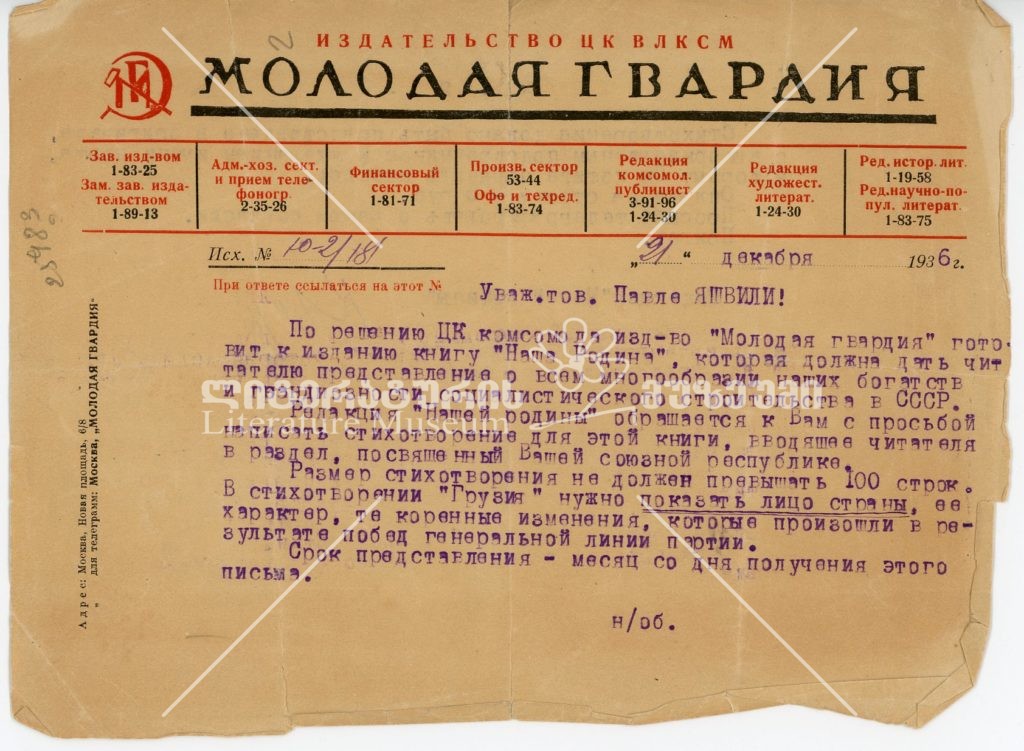 ИЗДАТЕЛЬСТВО ЦК ВЛКСМ
МОЛОДАЯ ГВАРДИЯ
Зав. изд-вом
1-83-25
Зам. зав. изда-
тельством
1-89-13
Адм.-хоз. сект.
и прием теле-
фоногр.
2-35-26
Финансовый
сектор
1-81-71
Произв. сектор
53-44
Офо и техред.
1-83-74
Редакция
комсомол.
публицист
3-91-96
1-24-30
Редакция
художест.
литерат.
1-24-30
Ред. истор. лит.
1-19-58
Ред. научно-по-
пул. литерат.
1-83-75
Исх. № 10-2/181
„21" декабря 1936 г.
При ответе ссылаться на этот №
Уваж.тов. Павле ЯШВИЛИ!
По решению ЦК комсомола изд-во "Молодая гвардия" гото-
вит к изданию книгу "Наша Родина", которая должна дать чи-
тателю представление о всем многообразии наших богатств
и грандиозности социалистического строительства в СССР.
Редакция "Нашей родины" обращается к Вам с просьбой
написать стихотворение для этой книги, вводящее читателя
в раздел, посвященный Вашей союзной республике.
Размер стихотворения не должен превышать 100 строк.
В стихотворении "Грузия" нужно показать лицо страны, ее
характер, те коренные изменения, которые произошли в ре-
зультате побед генеральной линии партии.
Срок представления - месяц со дня получения этого
письма.
н/об.
Адрес: Москва, Новая площадь, 6/8
„ для телеграмм: Москва, „МОЛОДАЯ ГВАРДИЯ"
25983
2
ლიტერატურის მუზეუმი
Literature Museum